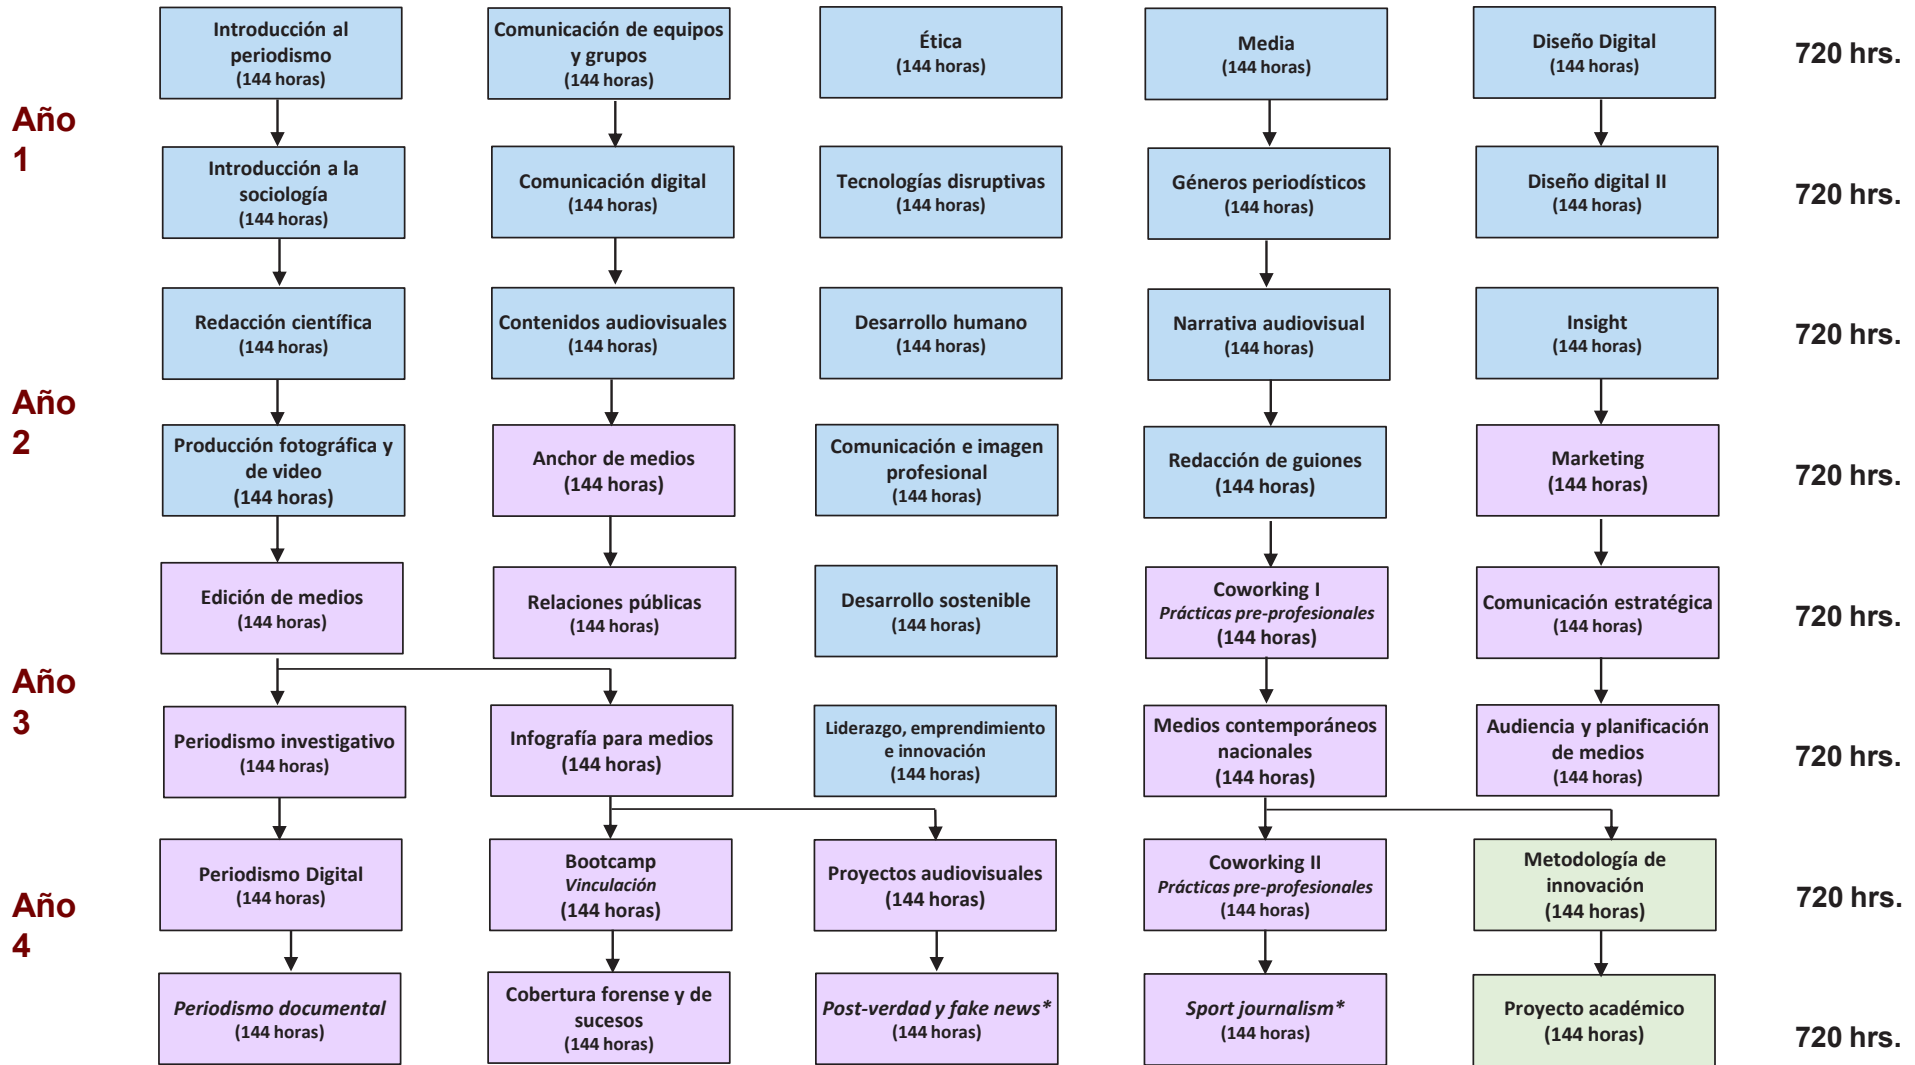 Introducción al
periodismo
(144 horas)
Comunicación de equipos
y grupos
(144 horas)
Ética
(144 horas)
Media
(144 horas)
Diseño Digital
(144 horas)
720 hrs.
Año
1
Introducción a la
sociología
(144 horas)
Comunicación digital
(144 horas)
Tecnologías disruptivas
(144 horas)
Géneros periodísticos
(144 horas)
Diseño digital II
(144 horas)
720 hrs.
Redacción científica
(144 horas)
Contenidos audiovisuales
(144 horas)
Desarrollo humano
(144 horas)
Narrativa audiovisual
(144 horas)
Insight
(144 horas)
720 hrs.
Año
2
Producción fotográfica y
de video
(144 horas)
Anchor de medios
(144 horas)
Comunicación e imagen
profesional
(144 horas)
Redacción de guiones
(144 horas)
Marketing
(144 horas)
720 hrs.
Edición de medios
(144 horas)
Relaciones públicas
(144 horas)
Desarrollo sostenible
(144 horas)
Coworking I
Prácticas pre-profesionales
(144 horas)
Comunicación estratégica
(144 horas)
720 hrs.
Año
3
Periodismo investigativo
(144 horas)
Infografía para medios
(144 horas)
Liderazgo, emprendimiento
e innovación
(144 horas)
Medios contemporáneos
nacionales
(144 horas)
Audiencia y planificación
de medios
(144 horas)
720 hrs.
Año
4
Periodismo Digital
(144 horas)
Bootcamp
Vinculación
(144 horas)
Proyectos audiovisuales
(144 horas)
Coworking II
Prácticas pre-profesionales
(144 horas)
Metodología de
innovación
(144 horas)
720 hrs.
Periodismo documental
(144 horas)
Cobertura forense y de
sucesos
(144 horas)
Post-verdad y fake news*
(144 horas)
Sport journalism*
(144 horas)
Proyecto académico
(144 horas)
720 hrs.